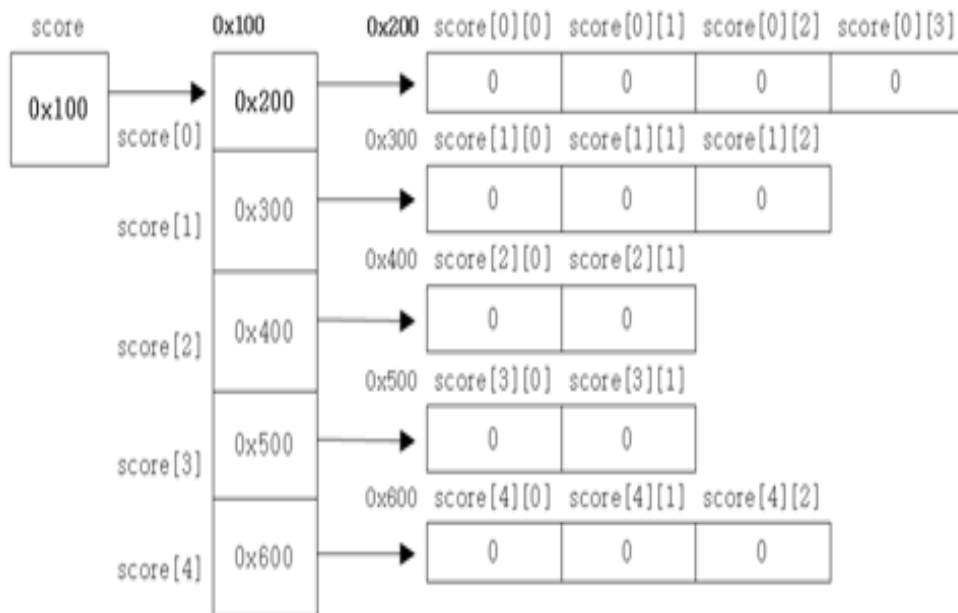 score 0x100 0x200 score[0][0] score[0][1] score[0][2] score[0][3]
0x100 0x200 0 0 0 0
score[0] 0x300 score[1][0] score[1][1] score[1][2]
0x300 0 0 0
score[1]
0x400 score[2][0] score[2][1]
0x400 0 0
score[2]
0x500 score[3][0] score[3][1]
0x500 0 0
score[3]
0x600 score[4][0] score[4][1] score[4][2]
0x600 0 0 0
score[4]